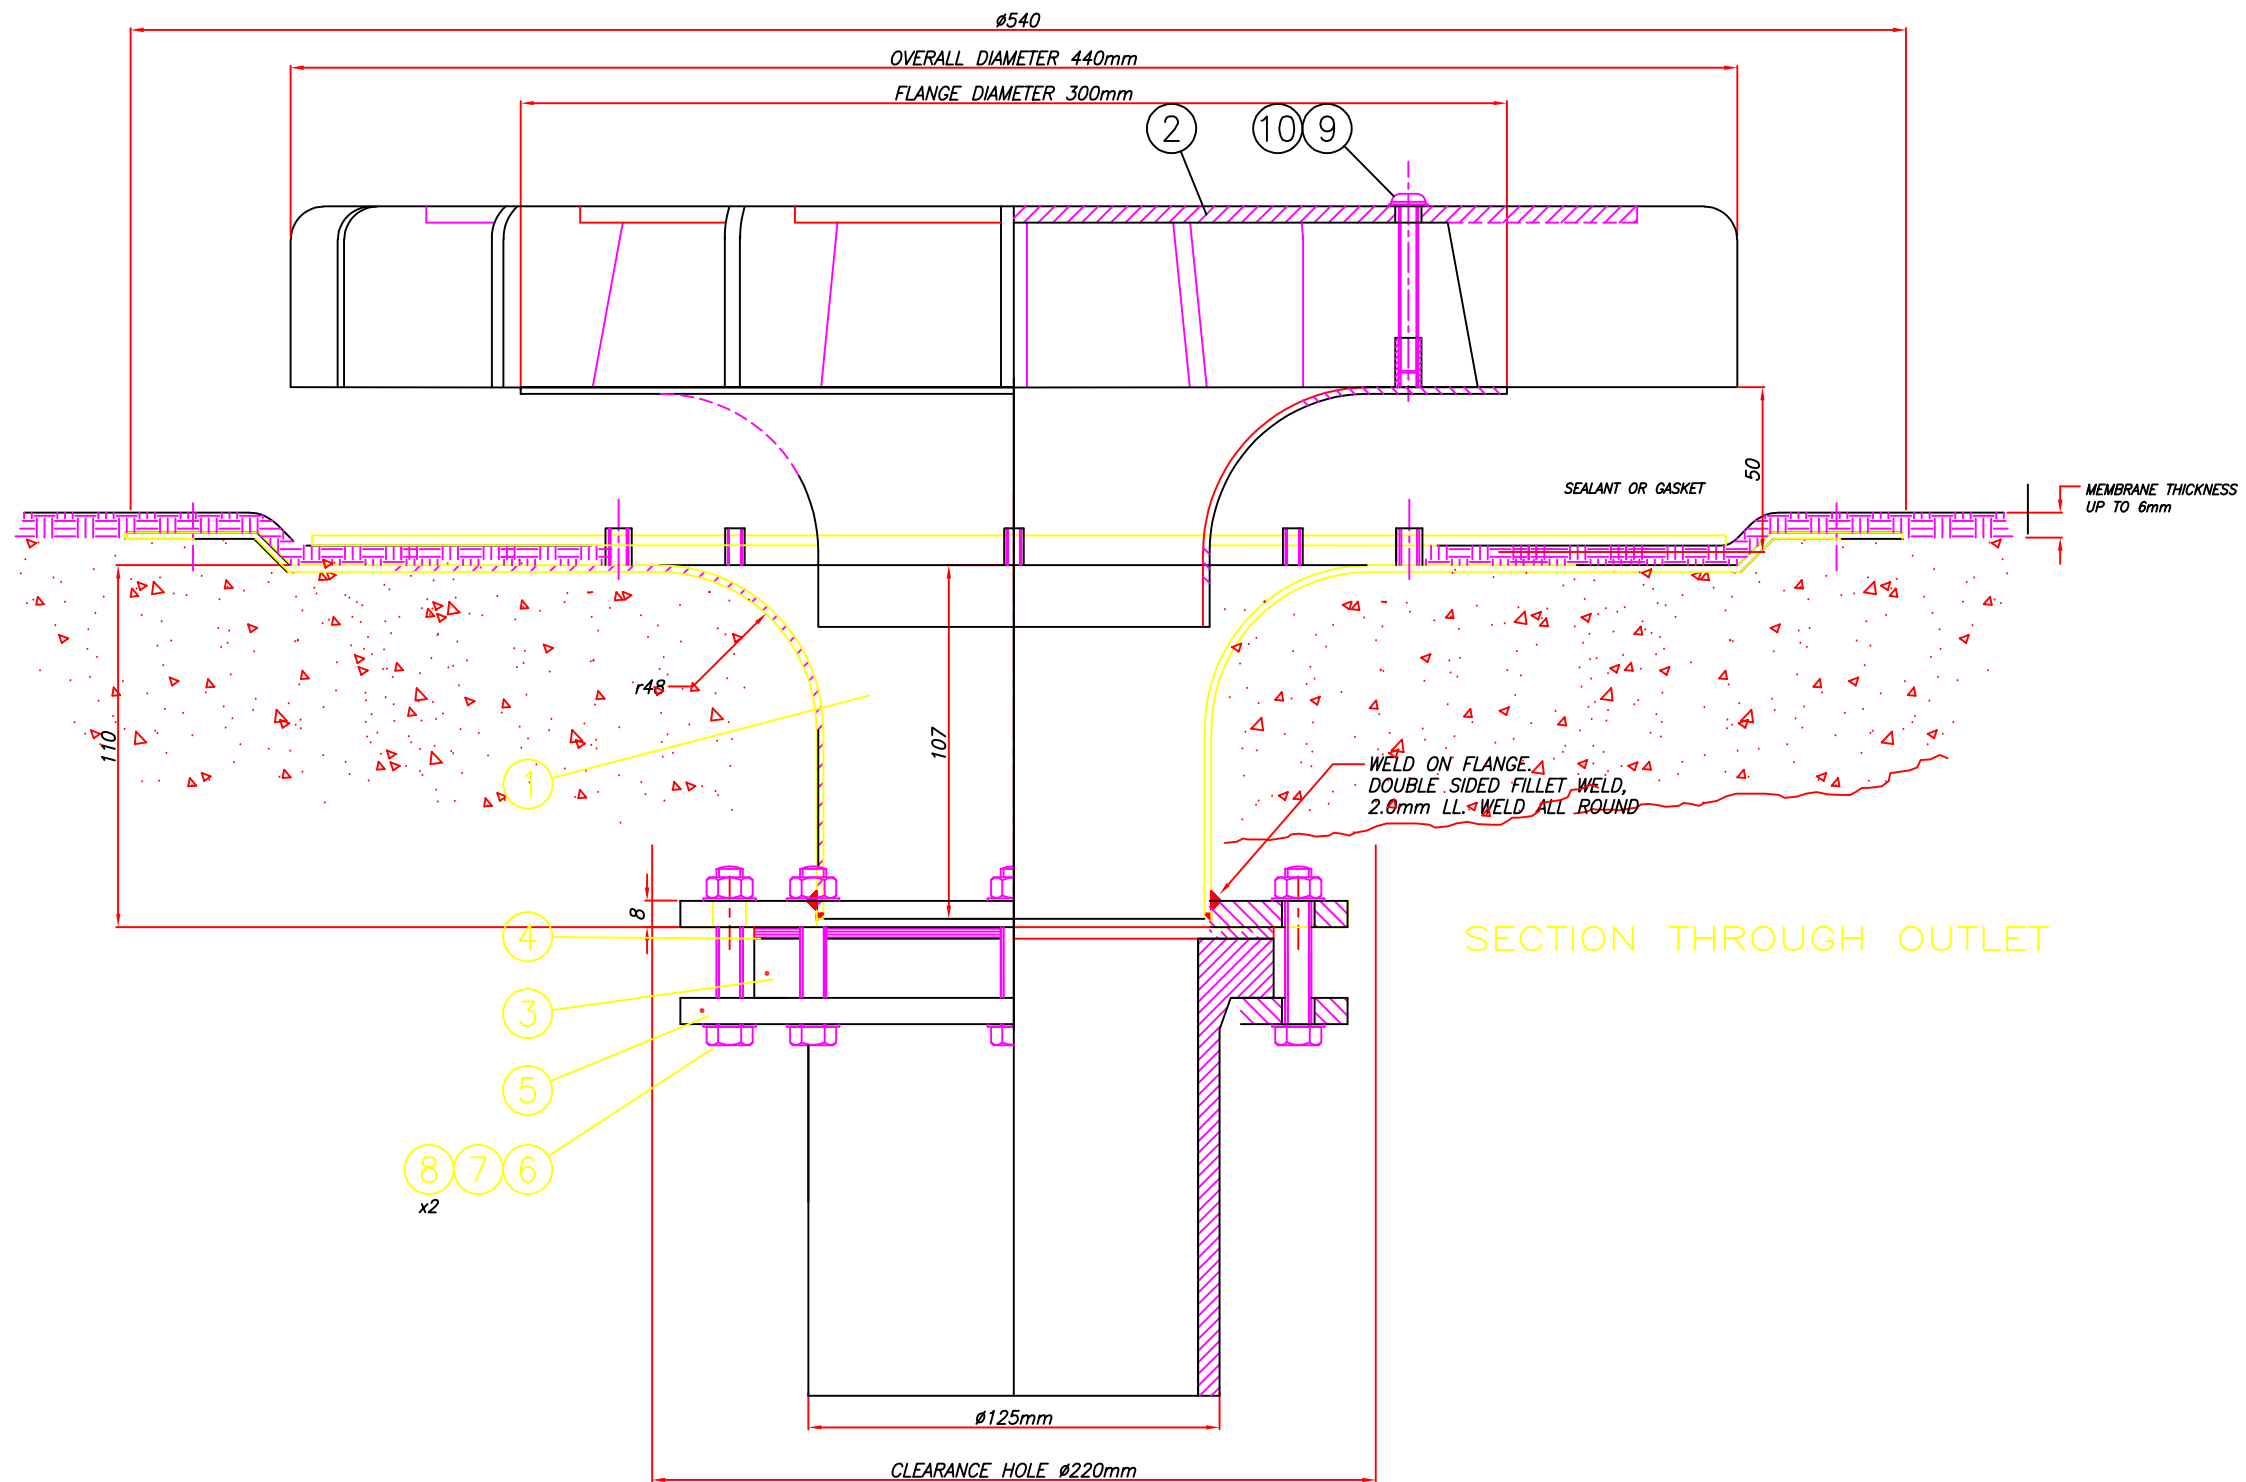 ø540
OVERALL DIAMETER 440mm
FLANGE DIAMETER 300mm
2
10 9
SEALANT OR GASKET
50
MEMBRANE THICKNESS
UP TO 6mm
r48
110
107
1
WELD ON FLANGE.
DOUBLE SIDED FILLET WELD,
2.0mm LL. WELD ALL ROUND
8
4
SECTION THROUGH OUTLET
3
5
8 7 6
x2
ø125mm
CLEARANCE HOLE ø220mm